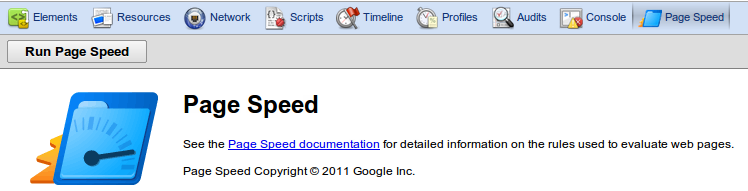 Elements Resources Network Scripts Timeline Profiles Audits Console Page Speed
Run Page Speed
Page Speed
See the Page Speed documentation for detailed information on the rules used to evaluate web pages.
Page Speed Copyright © 2011 Google Inc.